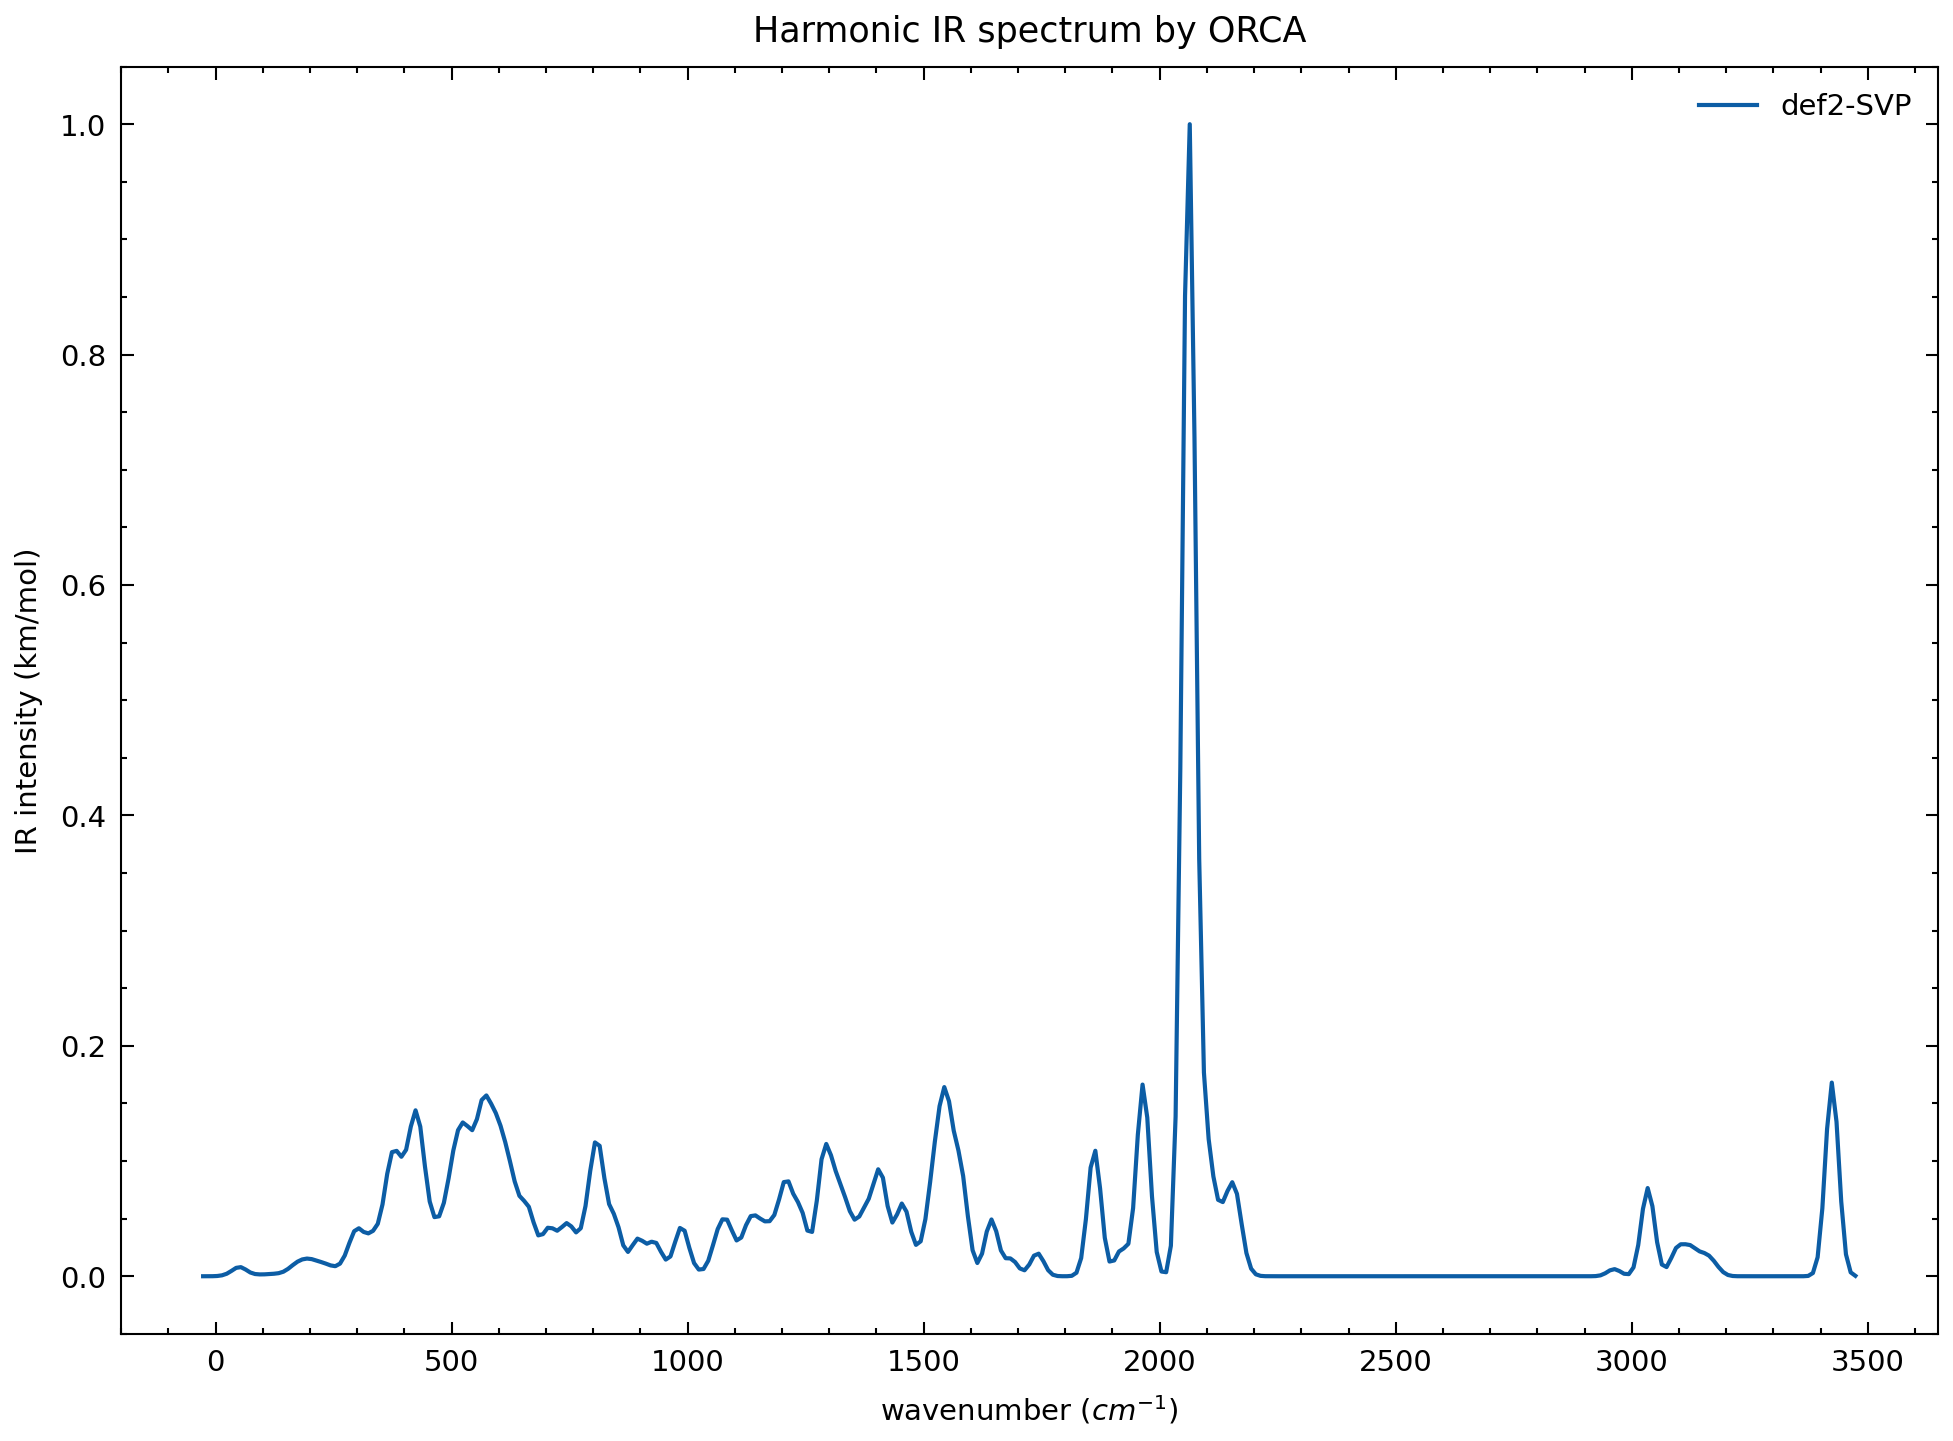 Harmonic IR spectrum by ORCA
def2-SVP
1.0
0.8
0.6
0.4
0.2
0.0
IR intensity (km/mol)
0 500 1000 1500 2000 2500 3000 3500
wavenumber (cm⁻¹)